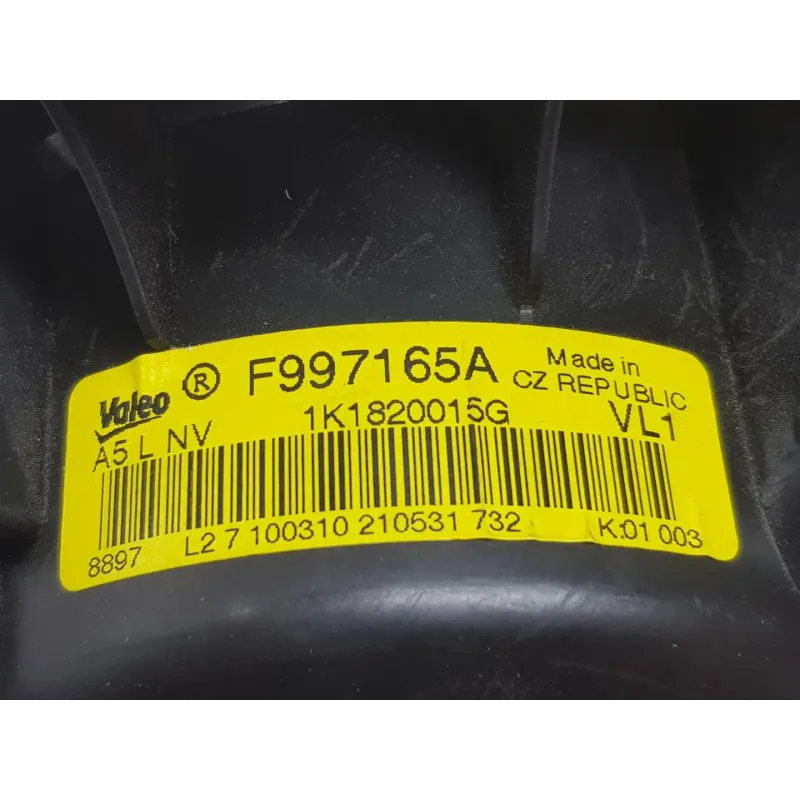 Valeo ® F997165A Made in
CZ REPUBLIC
A5 L NV 1K1820015G VL1
8897 L2 7 100310 210531 732 K:01 003